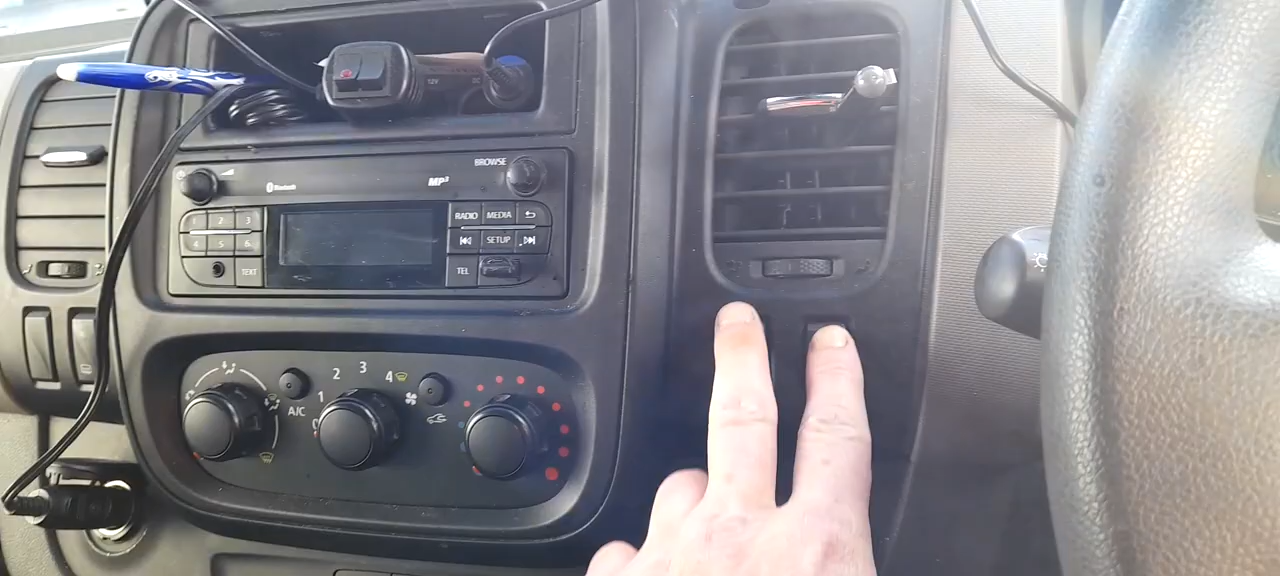 12V
BROWSE
Bluetooth
MP3
2 3
4 5 6
TEXT
RADIO MEDIA
SETUP
TEL
A/C
0 1 2 3 4